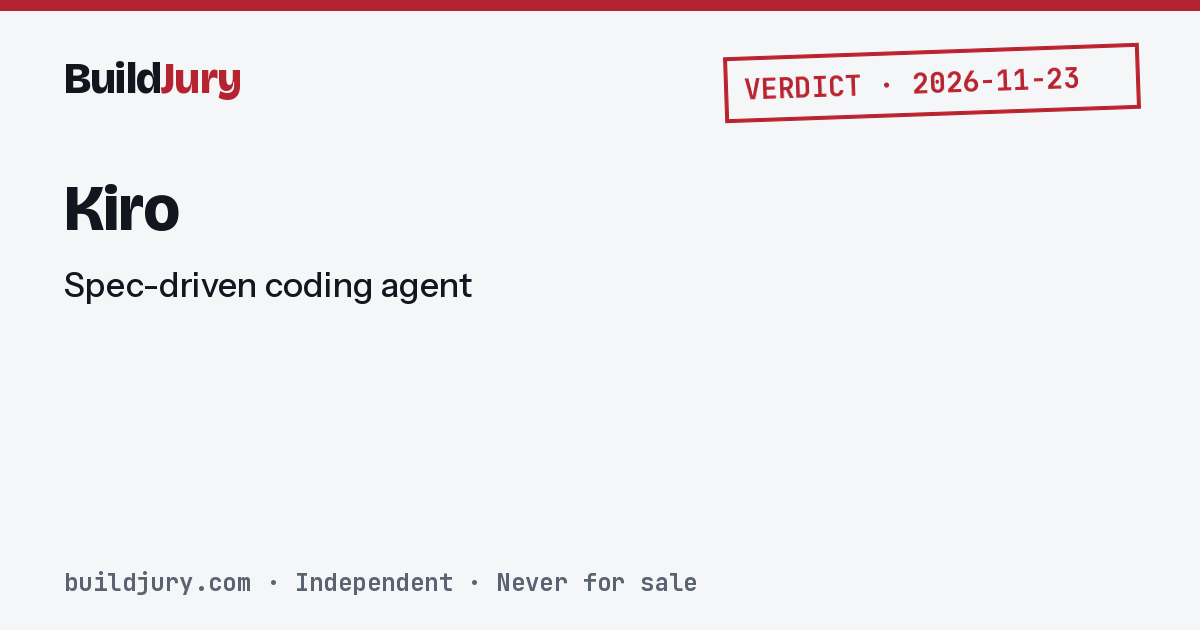 BuildJury
VERDICT · 2026-11-23
Kiro
Spec-driven coding agent
buildjury.com · Independent · Never for sale